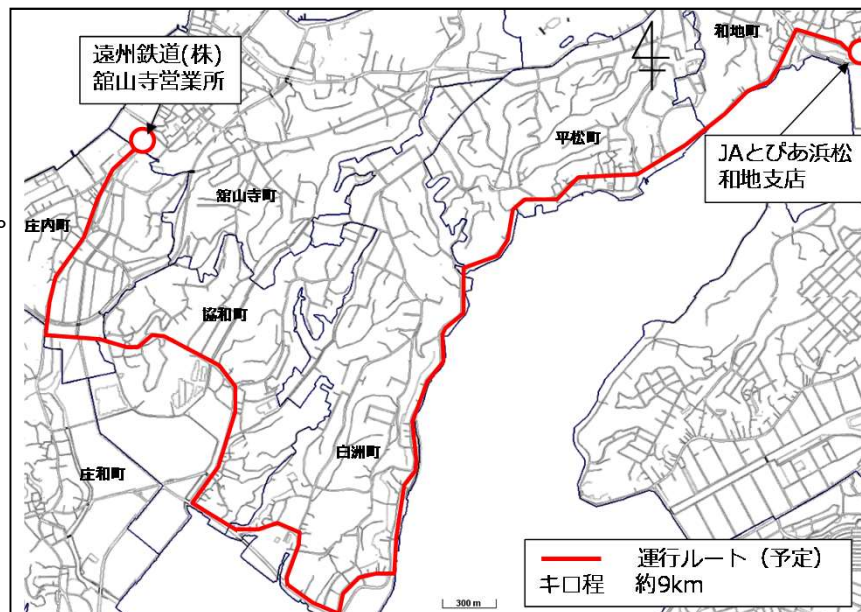 遠州鉄道(株)
舘山寺営業所
和地町
平松町
JAとぴあ浜松
和地支店
舘山寺町
庄内町
協和町
白洲町
庄和町
運行ルート（予定）
キロ程　約9km
300 m